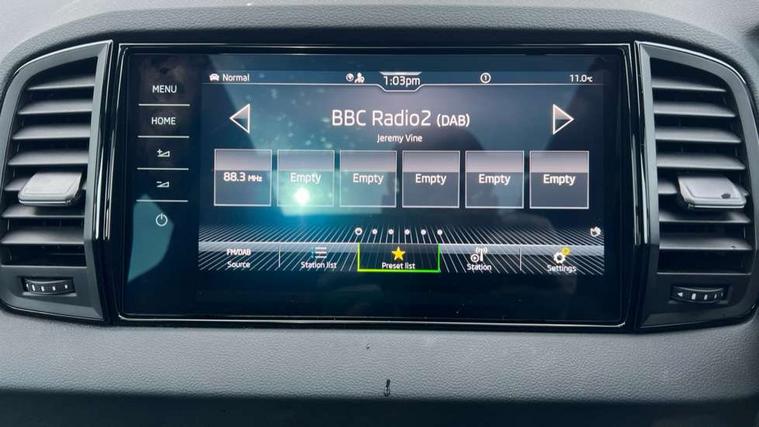 Normal 1:03pm 11.0°C
MENU
HOME
BBC Radio2 (DAB)
Jeremy Vine
88.3 MHz Empty Empty Empty Empty Empty
FM/DAB
Source Station list Preset list Station Settings